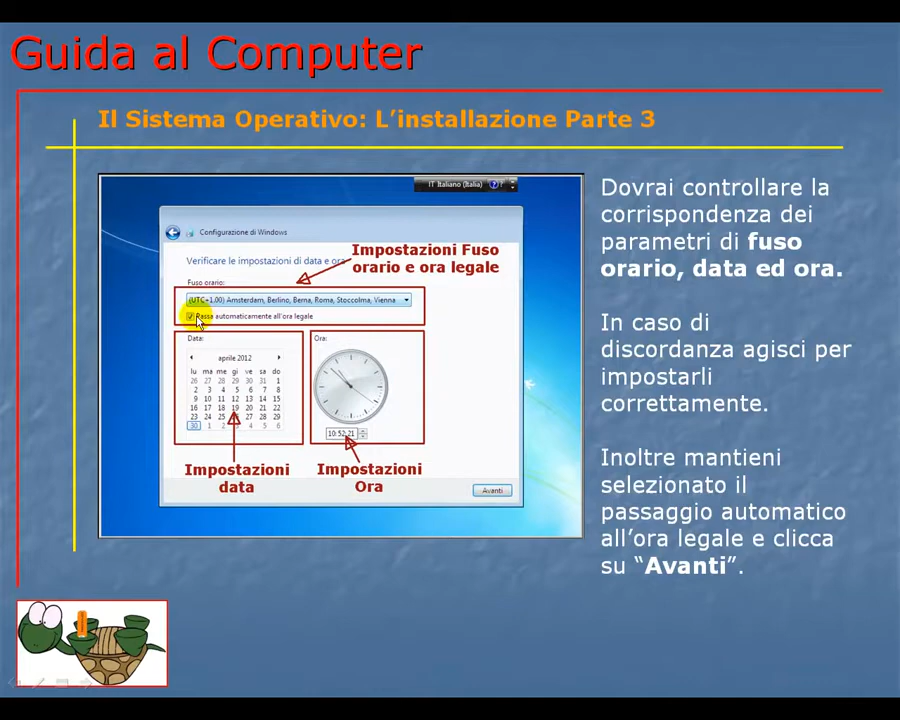 Guida al Computer
Il Sistema Operativo: L’installazione Parte 3
IT Italiano (Italia)
Configurazione di Windows
Verificare le impostazioni di data e ora
Impostazioni Fuso
orario e ora legale
Fuso orario:
(UTC+1.00) Amsterdam, Berlino, Berna, Roma, Stoccolma, Vienna
Passa automaticamente all'ora legale
Data:
aprile 2012
lu ma me gi ve sa do
26 27 28 29 30 31 1
2 3 4 5 6 7 8
9 10 11 12 13 14 15
16 17 18 19 20 21 22
23 24 25 26 27 28 29
30 1 2 3 4 5 6
Ora:
10:52:21
Impostazioni
data
Impostazioni
Ora
Avanti
Dovrai controllare la
corrispondenza dei
parametri di fuso
orario, data ed ora.
In caso di
discordanza agisci per
impostarli
correttamente.
Inoltre mantieni
selezionato il
passaggio automatico
all’ora legale e clicca
su “Avanti”.